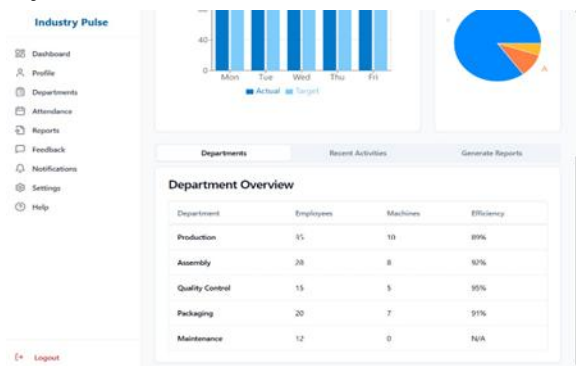 Industry Pulse
Dashboard
Profile
Departments
Attendance
Reports
Feedback
Notifications
Settings
Help
Logout
40
0
Mon Tue Wed Thu Fri
Actual Target
Departments Recent Activities Generate Reports
Department Overview
Department Employees Machines Efficiency
Production 35 10 89%
Assembly 28 8 92%
Quality Control 15 5 95%
Packaging 20 7 91%
Maintenance 12 0 N/A